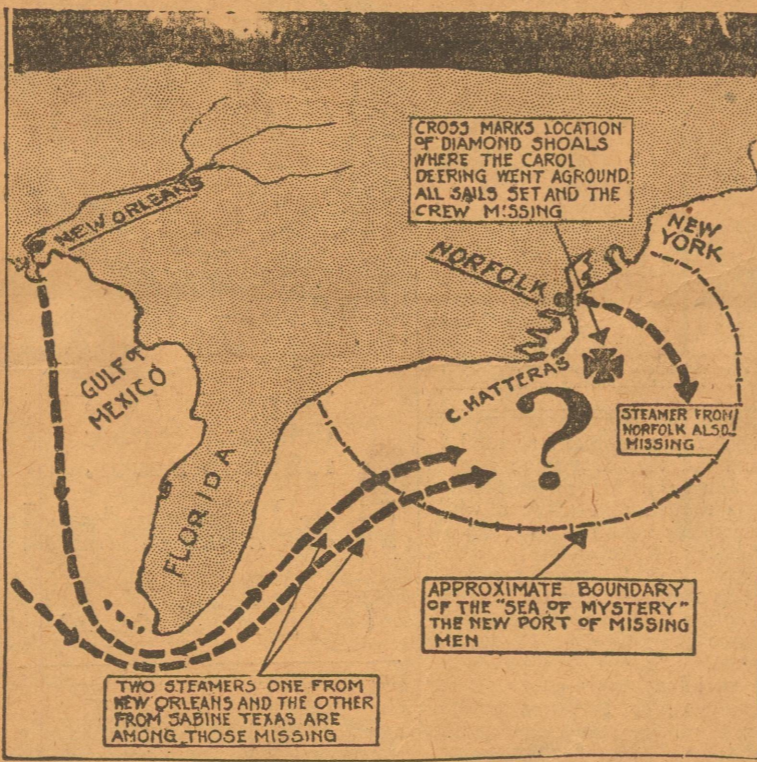 CROSS MARKS LOCATION
OF DIAMOND SHOALS
WHERE THE CAROL
DEERING WENT AGROUND,
ALL SAILS SET AND THE
CREW MISSING
NEW ORLEANS
NEW
YORK
NORFOLK
GULF OF
MEXICO
C. HATTERAS
?
STEAMER FROM
NORFOLK ALSO
MISSING
FLORIDA
APPROXIMATE BOUNDARY
OF THE "SEA OF MYSTERY"
THE NEW PORT OF MISSING
MEN
TWO STEAMERS ONE FROM
NEW ORLEANS AND THE OTHER
FROM SABINE TEXAS ARE
AMONG THOSE MISSING